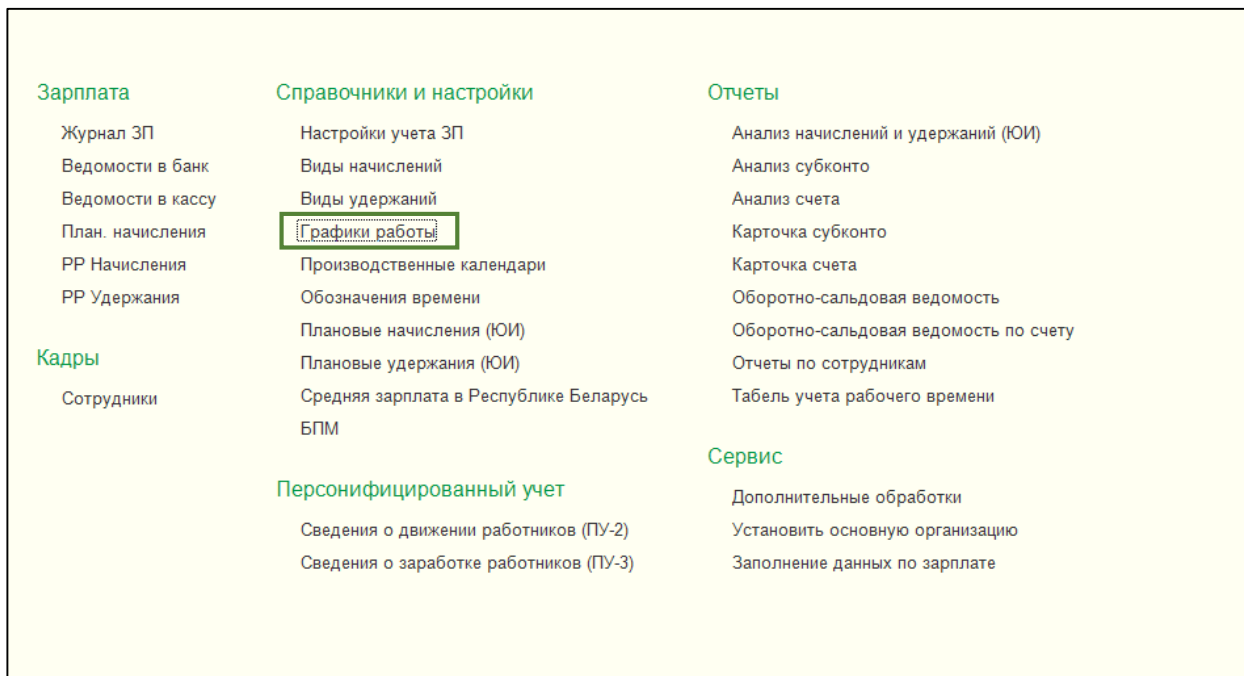 Зарплата
Журнал ЗП
Ведомости в банк
Ведомости в кассу
План. начисления
РР Начисления
РР Удержания
Кадры
Сотрудники
Справочники и настройки
Настройки учета ЗП
Виды начислений
Виды удержаний
Графики работы
Производственные календари
Обозначения времени
Плановые начисления (ЮИ)
Плановые удержания (ЮИ)
Средняя зарплата в Республике Беларусь
БПМ
Персонифицированный учет
Сведения о движении работников (ПУ-2)
Сведения о заработке работников (ПУ-3)
Отчеты
Анализ начислений и удержаний (ЮИ)
Анализ субконто
Анализ счета
Карточка субконто
Карточка счета
Оборотно-сальдовая ведомость
Оборотно-сальдовая ведомость по счету
Отчеты по сотрудникам
Табель учета рабочего времени
Сервис
Дополнительные обработки
Установить основную организацию
Заполнение данных по зарплате